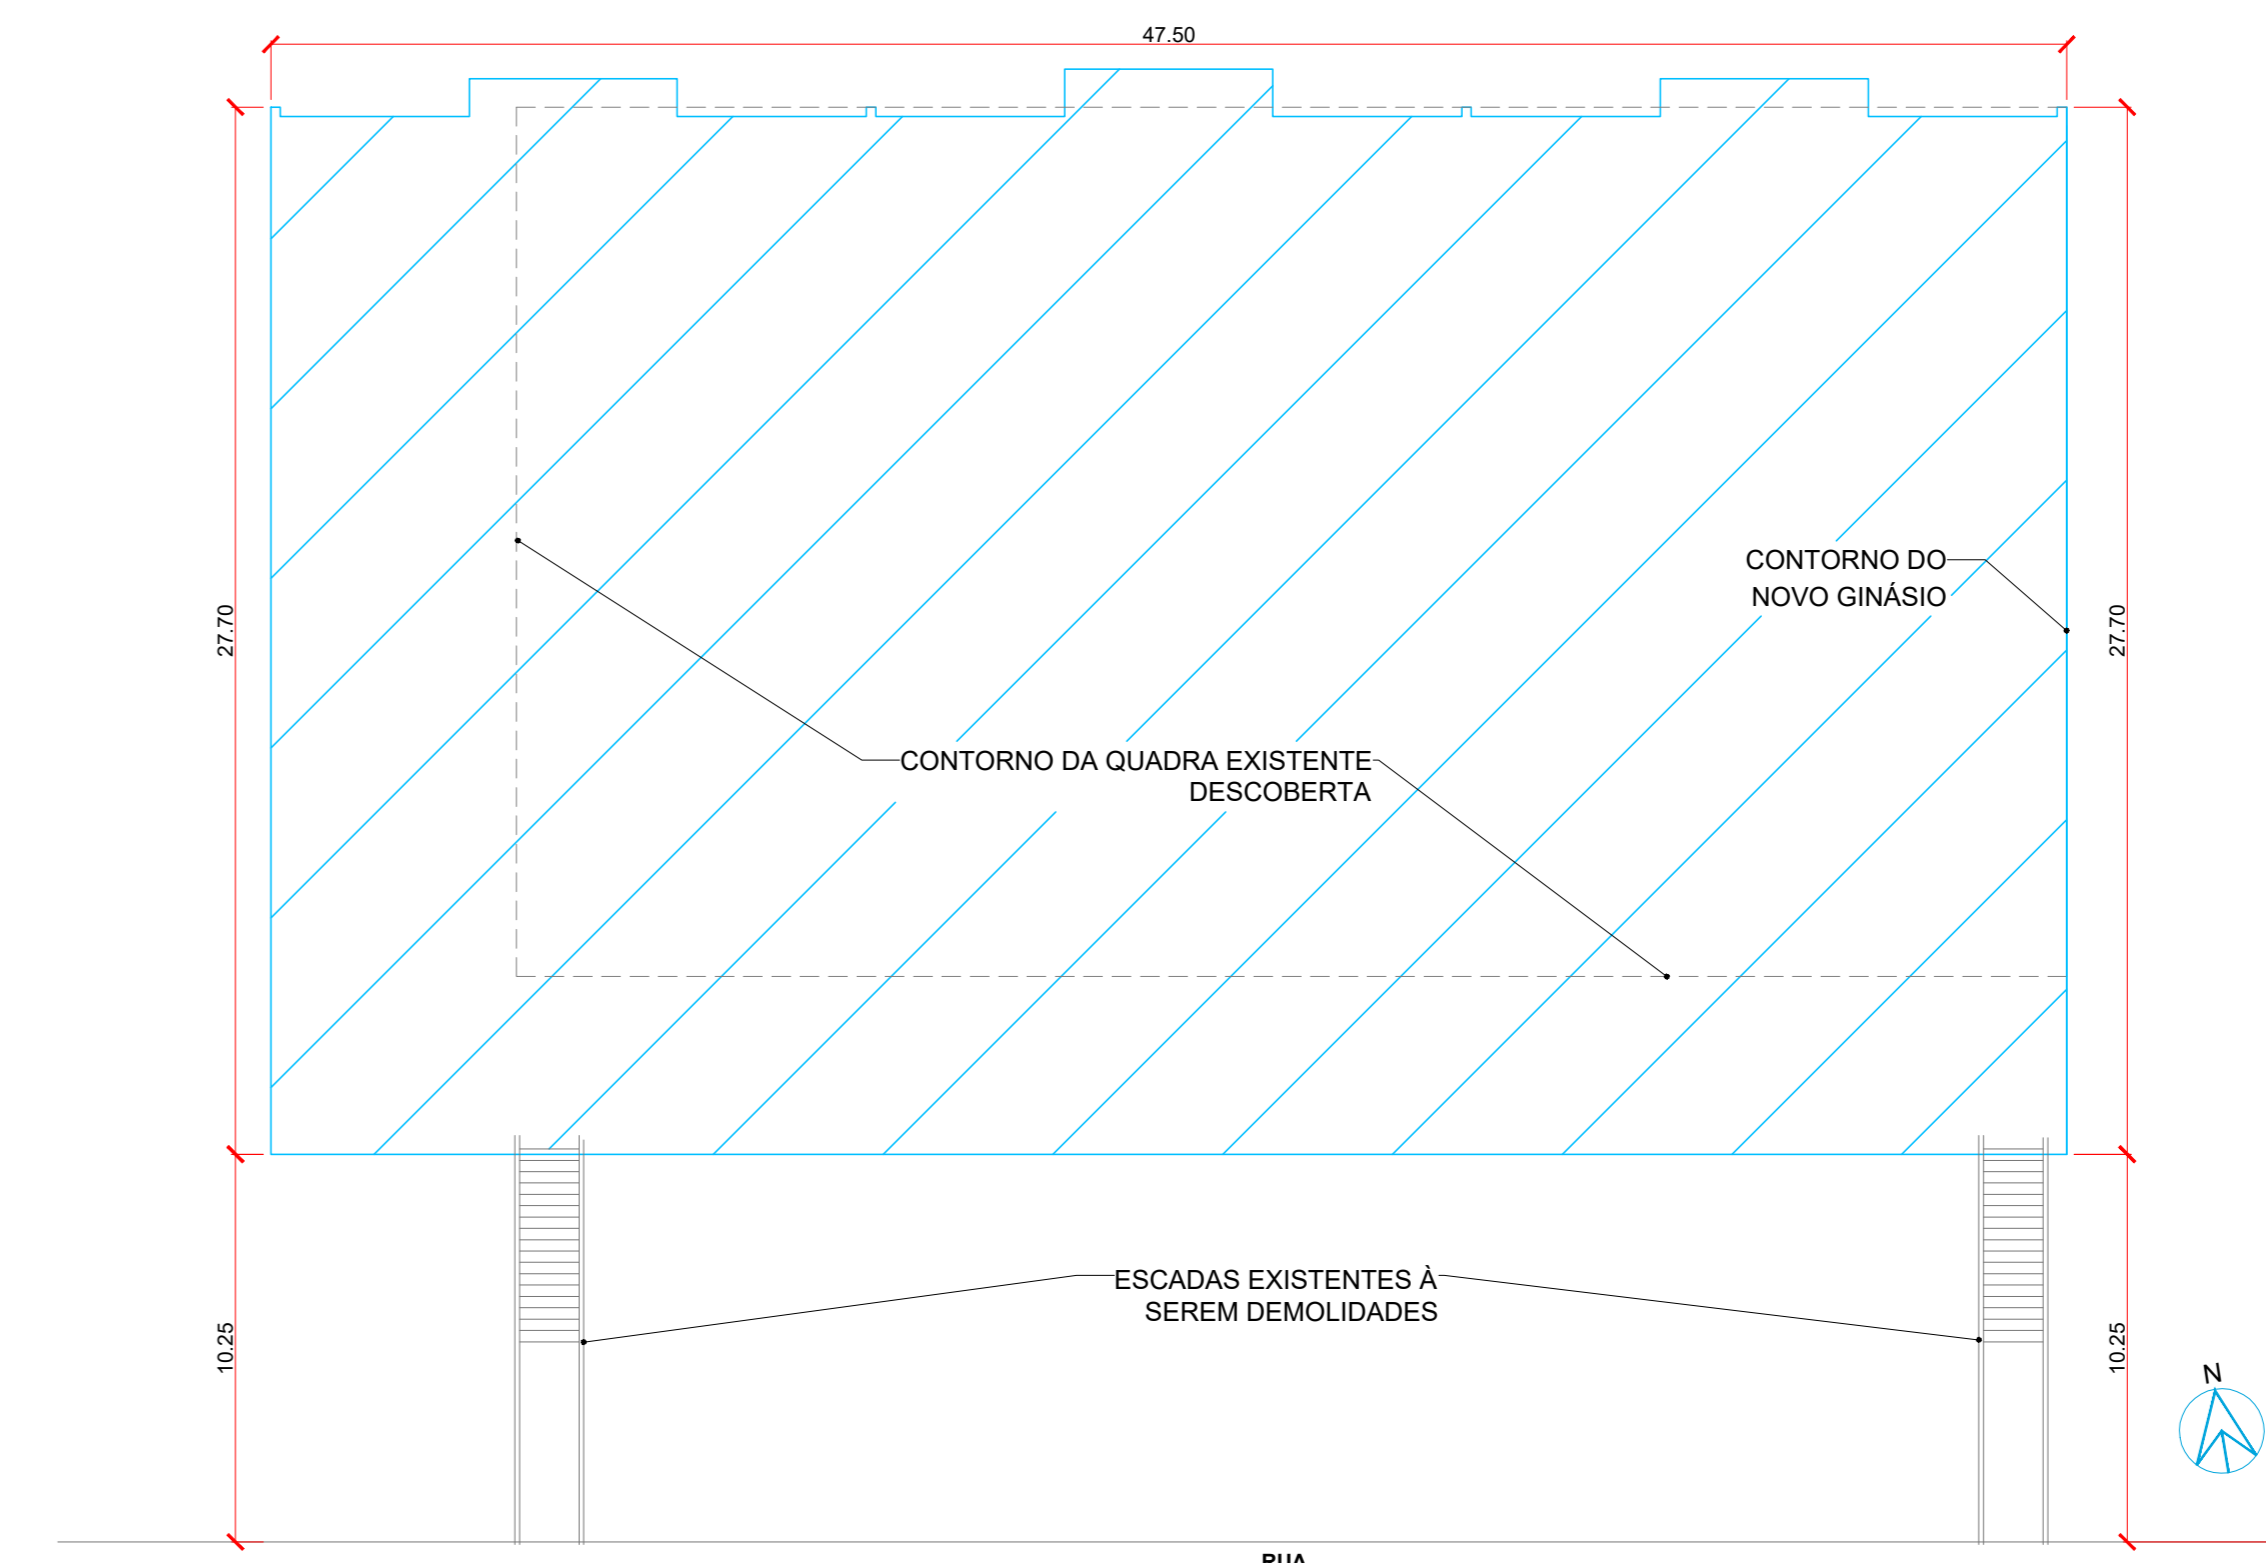 47.50
CONTORNO DO
NOVO GINÁSIO
27.70
27.70
CONTORNO DA QUADRA EXISTENTE
DESCOBERTA
ESCADAS EXISTENTES À
SEREM DEMOLIDADES
10.25
10.25
N
RUA